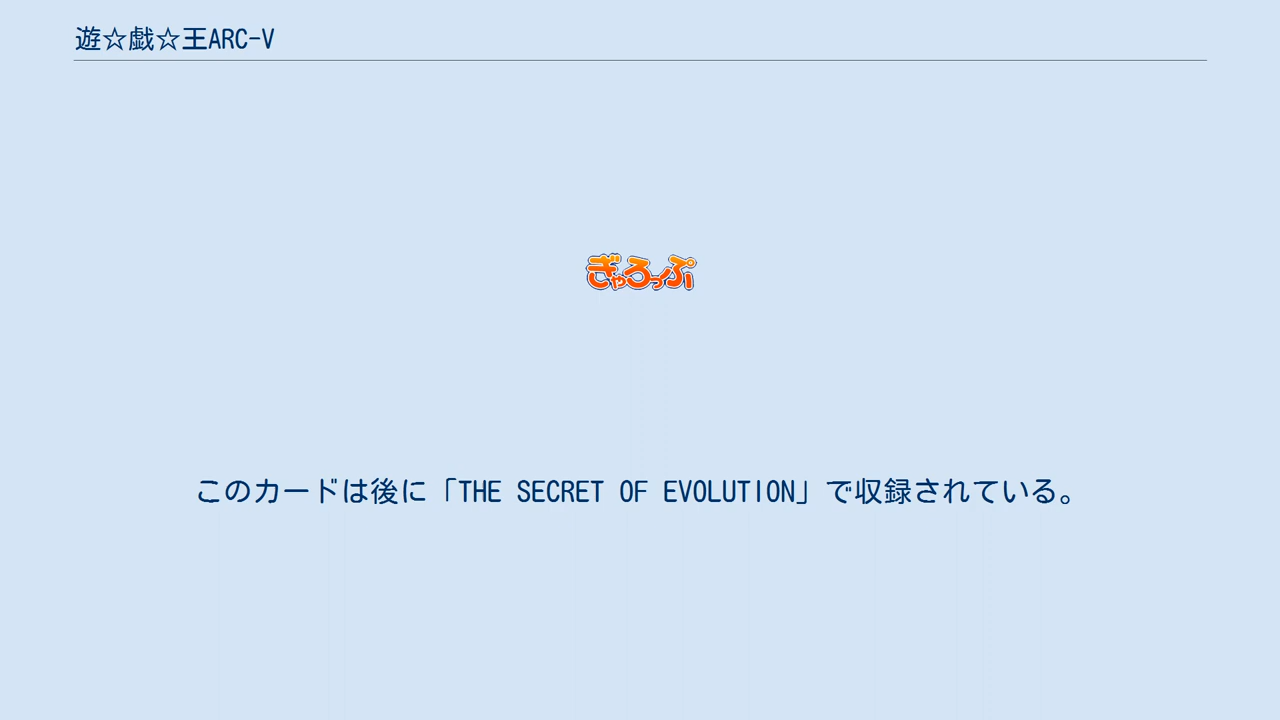 遊☆戯☆王ARC-V
ぎゃろっぷ
このカードは後に「THE SECRET OF EVOLUTION」で収録されている。